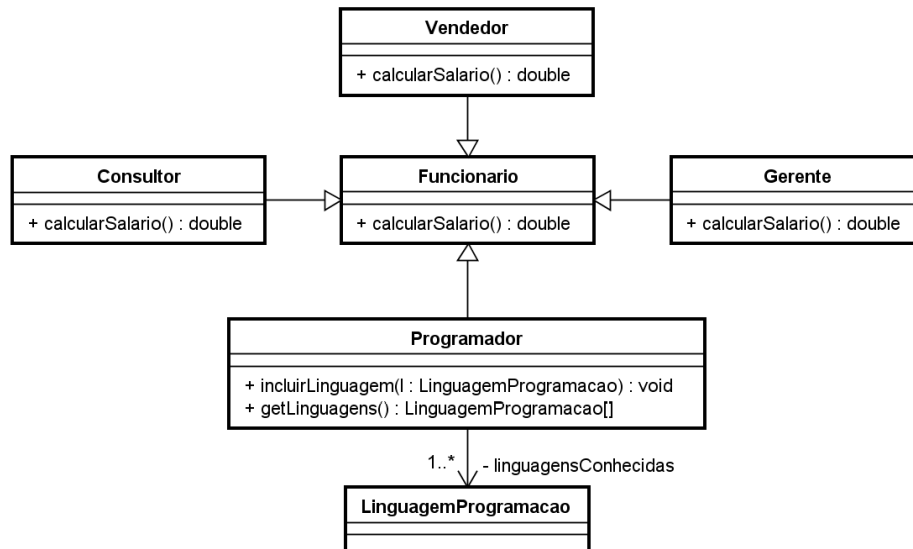 Vendedor
+ calcularSalario() : double
Consultor
+ calcularSalario() : double
Funcionario
+ calcularSalario() : double
Gerente
+ calcularSalario() : double
Programador
+ incluirLinguagem(l : LinguagemProgramacao) : void
+ getLinguagens() : LinguagemProgramacao[]
1..*
- linguagensConhecidas
LinguagemProgramacao